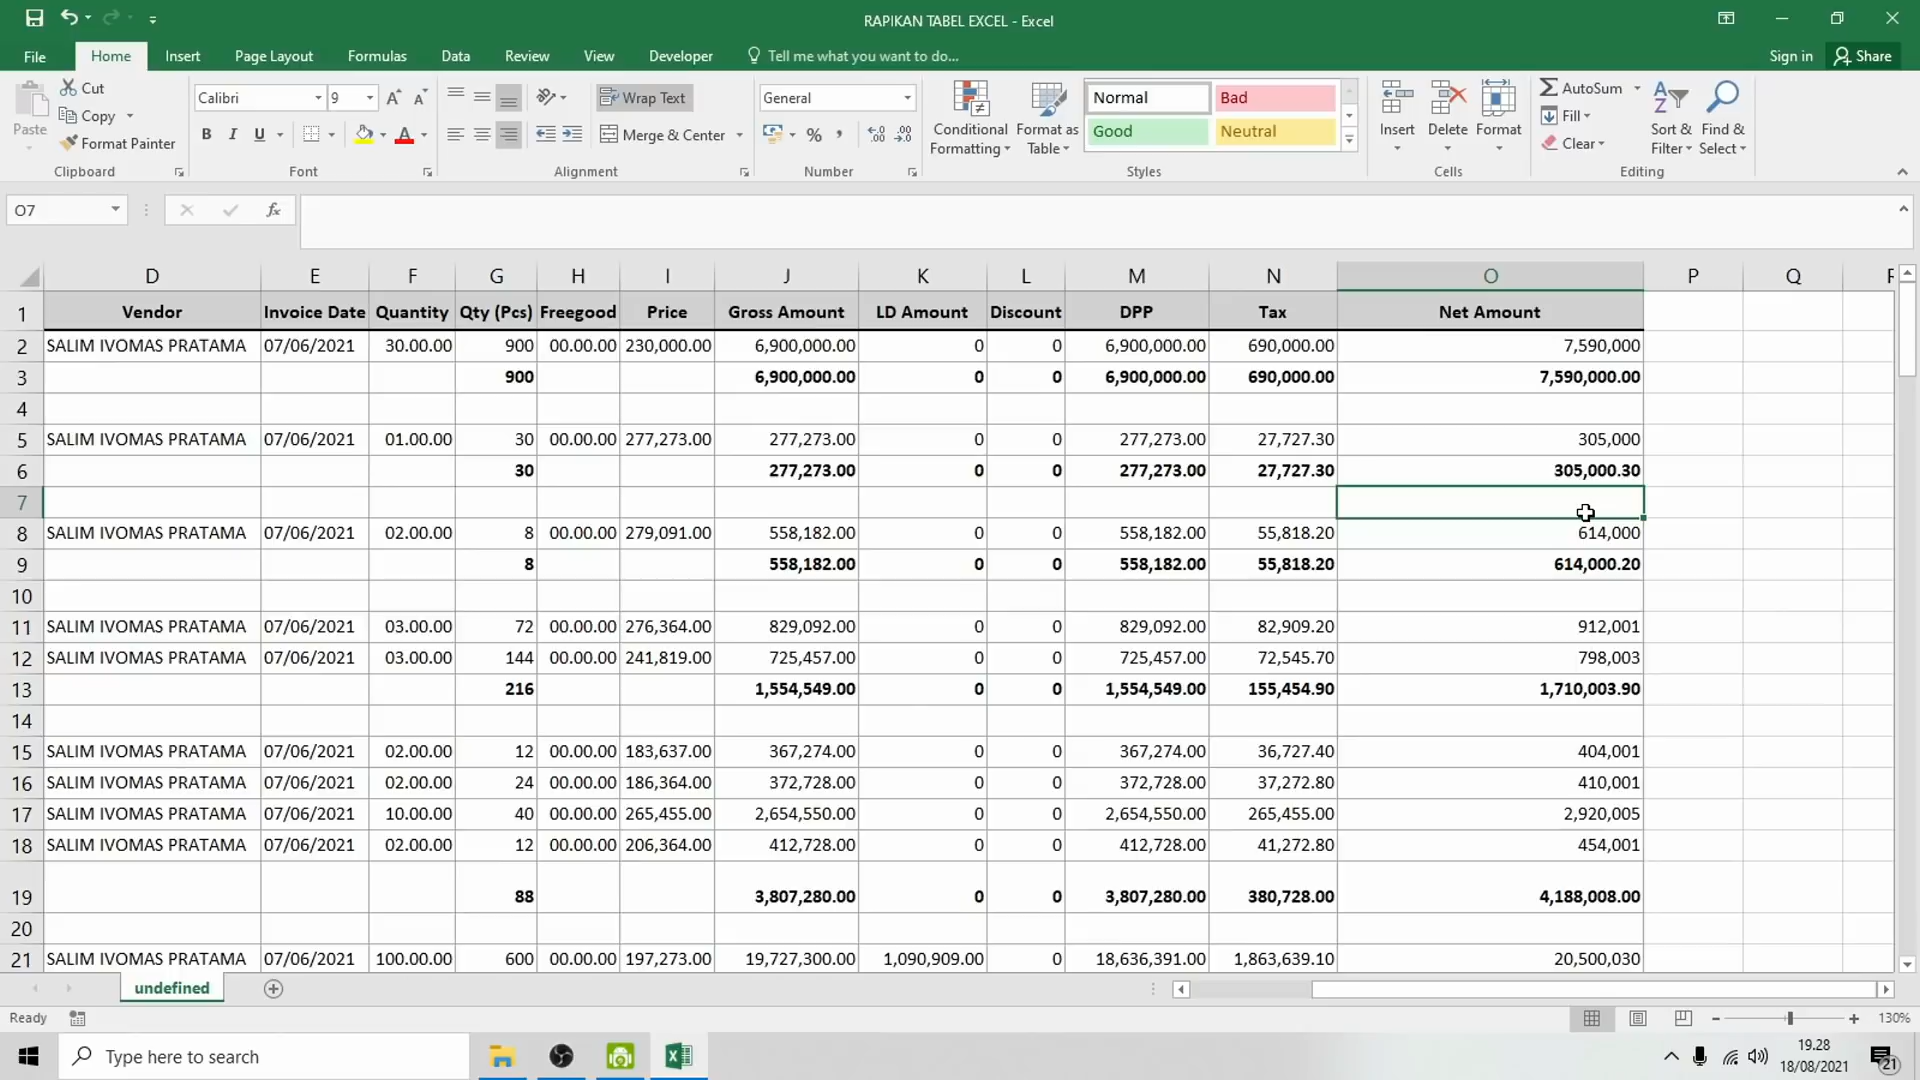 RAPIKAN TABEL EXCEL - Excel
File Home Insert Page Layout Formulas Data Review View Developer Tell me what you want to do... Sign in Share
Paste
Cut
Copy
Format Painter
Clipboard
Calibri 9
B I U
Font
Wrap Text
Merge & Center
Alignment
General
%
Number
Conditional Formatting
Format as Table
Normal Bad
Good Neutral
Styles
Insert Delete Format
Cells
AutoSum
Fill
Clear
Sort & Filter
Find & Select
Editing
O7 fx
D E F G H I J K L M N O P Q
1 Vendor Invoice Date Quantity Qty (Pcs) Freegood Price Gross Amount LD Amount Discount DPP Tax Net Amount
2 SALIM IVOMAS PRATAMA 07/06/2021 30.00.00 900 00.00.00 230,000.00 6,900,000.00 0 0 6,900,000.00 690,000.00 7,590,000
3 900 6,900,000.00 0 0 6,900,000.00 690,000.00 7,590,000.00
4
5 SALIM IVOMAS PRATAMA 07/06/2021 01.00.00 30 00.00.00 277,273.00 277,273.00 0 0 277,273.00 27,727.30 305,000
6 30 277,273.00 0 0 277,273.00 27,727.30 305,000.30
7
8 SALIM IVOMAS PRATAMA 07/06/2021 02.00.00 8 00.00.00 279,091.00 558,182.00 0 0 558,182.00 55,818.20 614,000
9 8 558,182.00 0 0 558,182.00 55,818.20 614,000.20
10
11 SALIM IVOMAS PRATAMA 07/06/2021 03.00.00 72 00.00.00 276,364.00 829,092.00 0 0 829,092.00 82,909.20 912,001
12 SALIM IVOMAS PRATAMA 07/06/2021 03.00.00 144 00.00.00 241,819.00 725,457.00 0 0 725,457.00 72,545.70 798,003
13 216 1,554,549.00 0 0 1,554,549.00 155,454.90 1,710,003.90
14
15 SALIM IVOMAS PRATAMA 07/06/2021 02.00.00 12 00.00.00 183,637.00 367,274.00 0 0 367,274.00 36,727.40 404,001
16 SALIM IVOMAS PRATAMA 07/06/2021 02.00.00 24 00.00.00 186,364.00 372,728.00 0 0 372,728.00 37,272.80 410,001
17 SALIM IVOMAS PRATAMA 07/06/2021 10.00.00 40 00.00.00 265,455.00 2,654,550.00 0 0 2,654,550.00 265,455.00 2,920,005
18 SALIM IVOMAS PRATAMA 07/06/2021 02.00.00 12 00.00.00 206,364.00 412,728.00 0 0 412,728.00 41,272.80 454,001
19 88 3,807,280.00 0 0 3,807,280.00 380,728.00 4,188,008.00
20
21 SALIM IVOMAS PRATAMA 07/06/2021 100.00.00 600 00.00.00 197,273.00 19,727,300.00 1,090,909.00 0 18,636,391.00 1,863,639.10 20,500,030
undefined
Ready 130%
Type here to search
19.28
18/08/2021
21